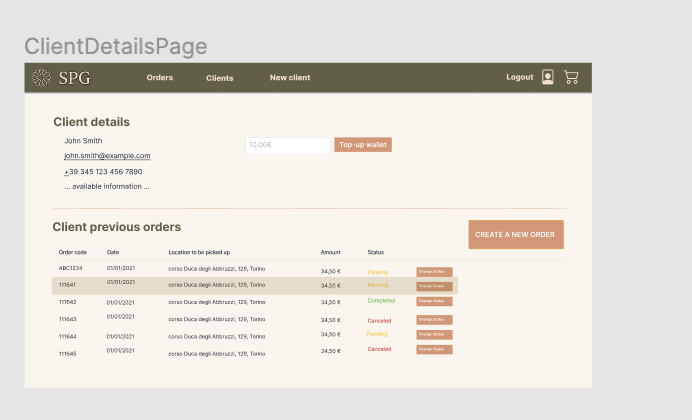 ClientDetailsPage
SPG Orders Clients New client Logout
Client details
John Smith
10.00€ Top-up wallet
john.smith@example.com
+39 345 123 456 7890
... available information ...
Client previous orders
CREATE A NEW ORDER
Order code Date Location to be picked up Amount Status
ABC1234 01/01/2021 corso Duca degli Abbruzzi, 129, Torino 34,50 € Pending Change Status
111641 01/01/2021 corso Duca degli Abbruzzi, 129, Torino 34,50 € Pending Change Status
111642 01/01/2021 corso Duca degli Abbruzzi, 129, Torino 34,50 € Completed Change Status
111643 01/01/2021 corso Duca degli Abbruzzi, 129, Torino 34,50 € Canceled Change Status
111644 01/01/2021 corso Duca degli Abbruzzi, 129, Torino 34,50 € Pending Change Status
111645 01/01/2021 corso Duca degli Abbruzzi, 129, Torino 34,50 € Canceled Change Status